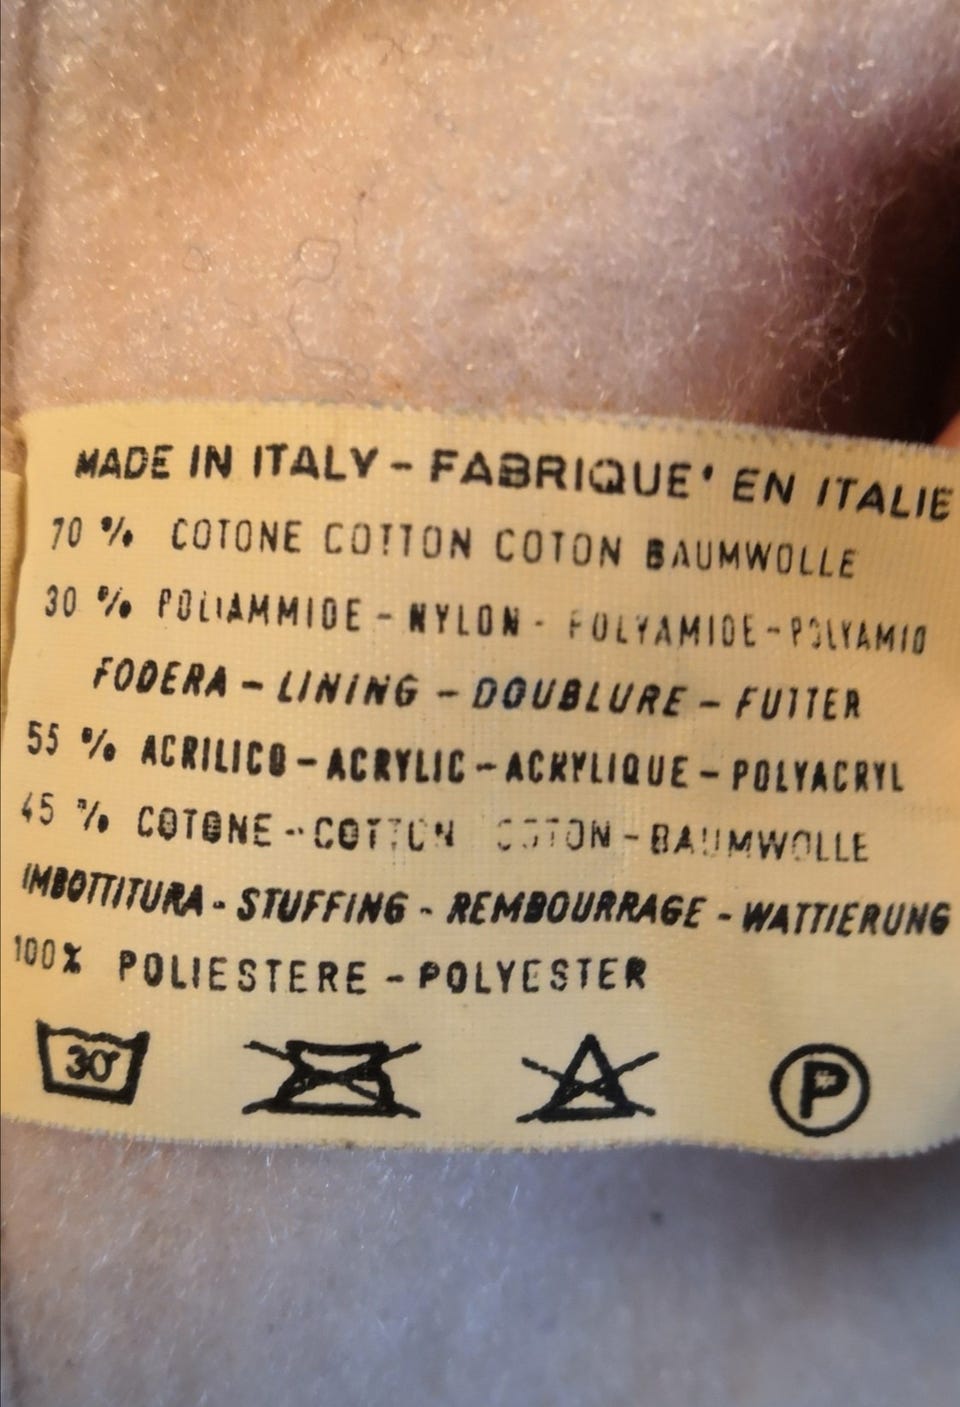 MADE IN ITALY - FABRIQUE' EN ITALIE
70 % COTONE COTTON COTON BAUMWOLLE
30 % POLIAMMIDE - NYLON - POLYAMIDE - POLYAMID
FODERA - LINING - DOUBLURE - FUTTER
55 % ACRILICO - ACRYLIC - ACRYLIQUE - POLYACRYL
45 % COTONE - COTTON COTON - BAUMWOLLE
IMBOTTITURA - STUFFING - REMBOURRAGE - WATTIERUNG
100% POLIESTERE - POLYESTER
30° P